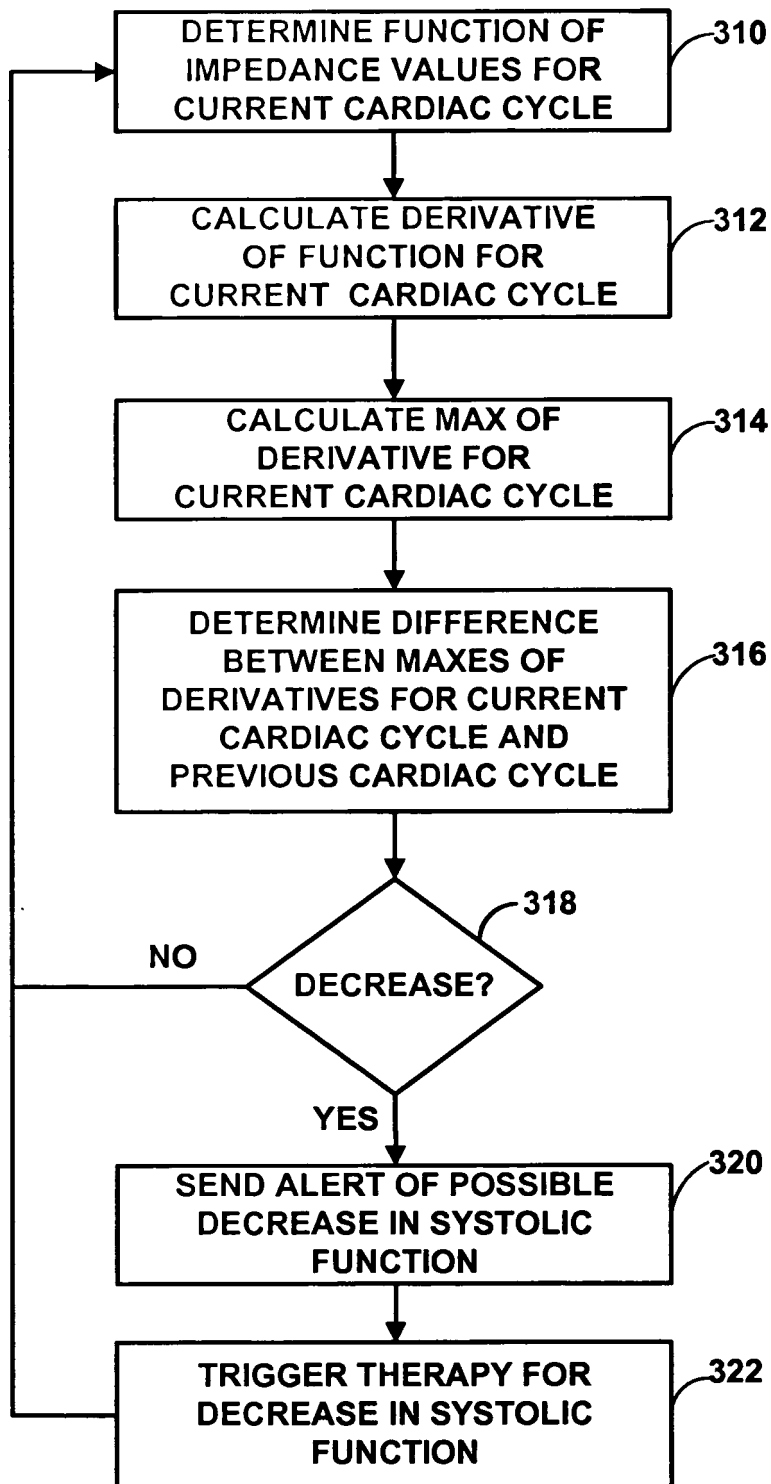 DETERMINE FUNCTION OF
IMPEDANCE VALUES FOR
CURRENT CARDIAC CYCLE
310
CALCULATE DERIVATIVE
OF FUNCTION FOR
CURRENT CARDIAC CYCLE
312
CALCULATE MAX OF
DERIVATIVE FOR
CURRENT CARDIAC CYCLE
314
DETERMINE DIFFERENCE
BETWEEN MAXES OF
DERIVATIVES FOR CURRENT
CARDIAC CYCLE AND
PREVIOUS CARDIAC CYCLE
316
318
NO
DECREASE?
YES
SEND ALERT OF POSSIBLE
DECREASE IN SYSTOLIC
FUNCTION
320
TRIGGER THERAPY FOR
DECREASE IN SYSTOLIC
FUNCTION
322